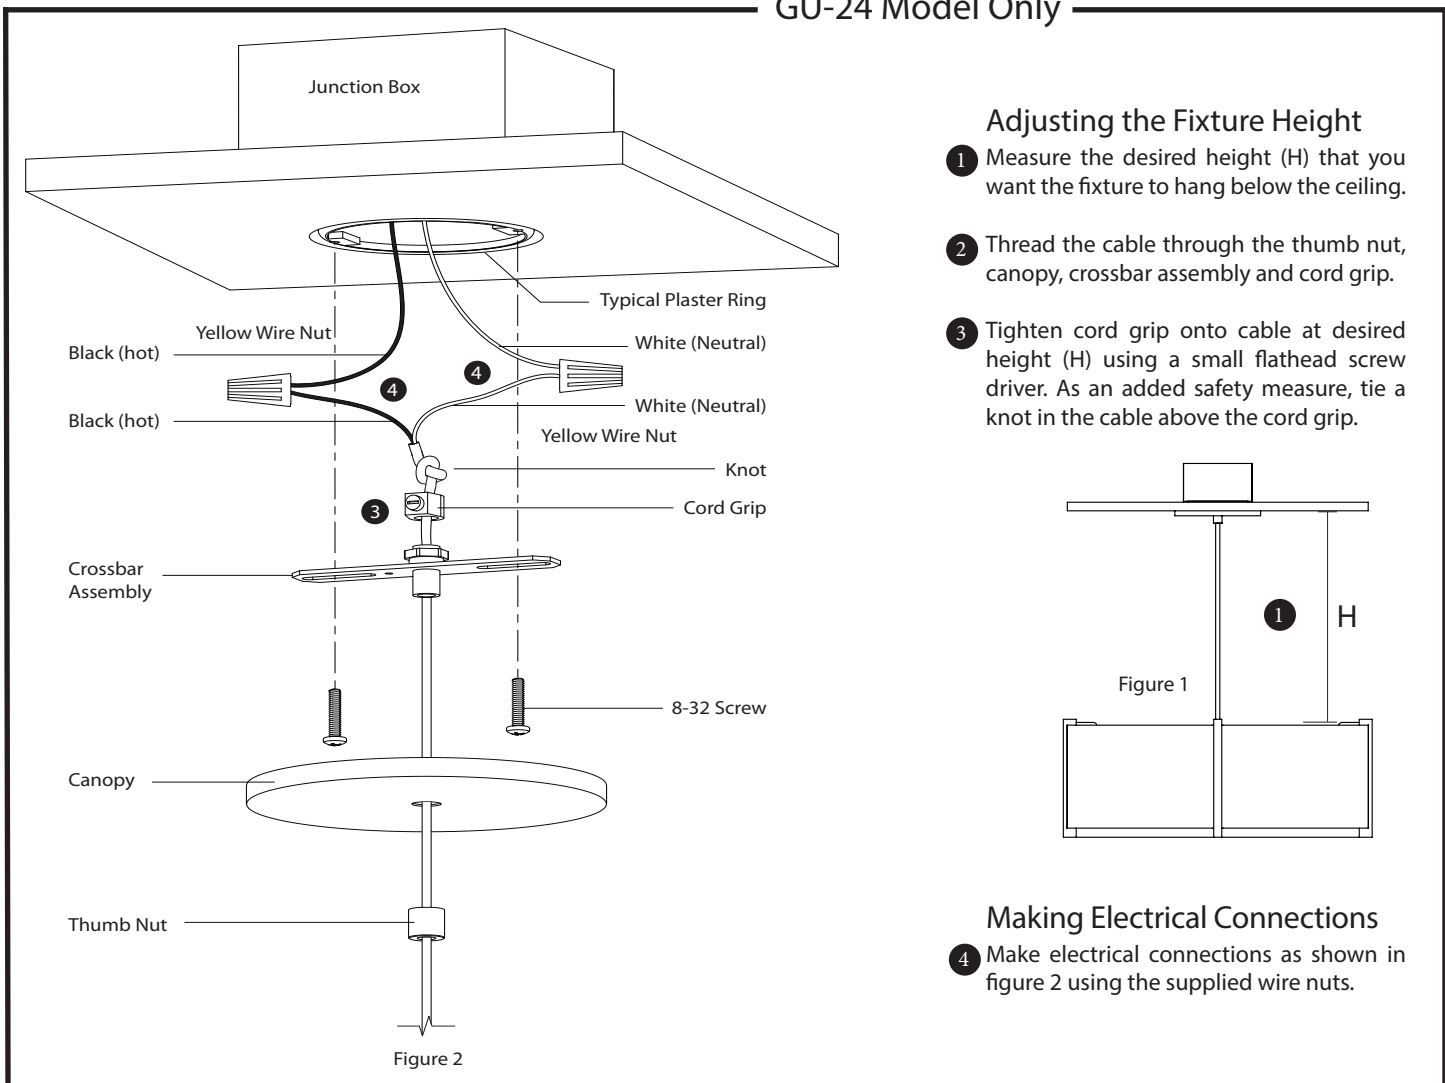 GU-24 Model Only
Junction Box
Typical Plaster Ring
Yellow Wire Nut
Black (hot)
White (Neutral)
4
4
Black (hot)
White (Neutral)
Yellow Wire Nut
Knot
3
Cord Grip
Crossbar
Assembly
8-32 Screw
Canopy
Thumb Nut
Figure 2
Adjusting the Fixture Height
1 Measure the desired height (H) that you
want the fixture to hang below the ceiling.
2 Thread the cable through the thumb nut,
canopy, crossbar assembly and cord grip.
3 Tighten cord grip onto cable at desired
height (H) using a small flathead screw
driver. As an added safety measure, tie a
knot in the cable above the cord grip.
1
H
Figure 1
Making Electrical Connections
4 Make electrical connections as shown in
figure 2 using the supplied wire nuts.